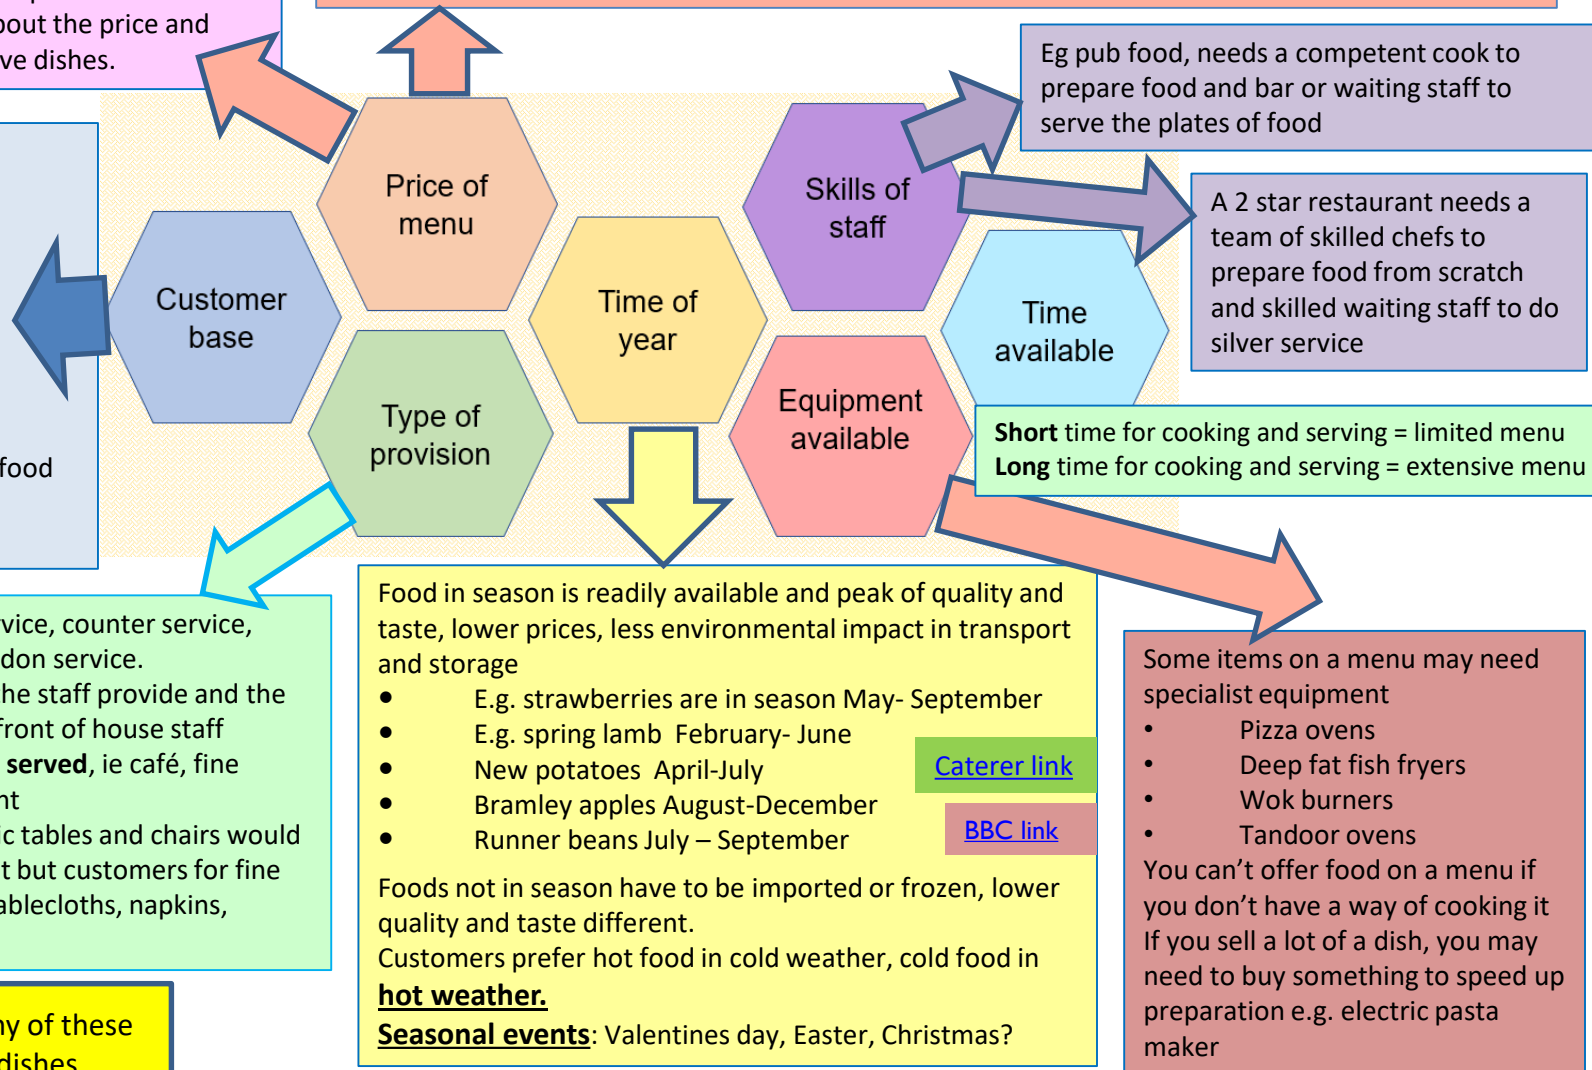 bout the price and
ve dishes.
Eg pub food, needs a competent cook to
prepare food and bar or waiting staff to
serve the plates of food
Price of
menu
Skills of
staff
A 2 star restaurant needs a
team of skilled chefs to
prepare food from scratch
and skilled waiting staff to do
silver service
Customer
base
Time of
year
Time
available
Type of
provision
Equipment
available
Short time for cooking and serving = limited menu
Long time for cooking and serving = extensive menu
food
rvice, counter service,
don service.
he staff provide and the
front of house staff
served, ie café, fine
nt
ic tables and chairs would
t but customers for fine
ablecloths, napkins,
Food in season is readily available and peak of quality and
taste, lower prices, less environmental impact in transport
and storage
● E.g. strawberries are in season May- September
● E.g. spring lamb February- June
● New potatoes April-July
● Bramley apples August-December
● Runner beans July – September
Caterer link
BBC link
Foods not in season have to be imported or frozen, lower
quality and taste different.
Customers prefer hot food in cold weather, cold food in
hot weather.
Seasonal events: Valentines day, Easter, Christmas?
Some items on a menu may need
specialist equipment
• Pizza ovens
• Deep fat fish fryers
• Wok burners
• Tandoor ovens
You can’t offer food on a menu if
you don’t have a way of cooking it
If you sell a lot of a dish, you may
need to buy something to speed up
preparation e.g. electric pasta
maker
ny of these
dishes